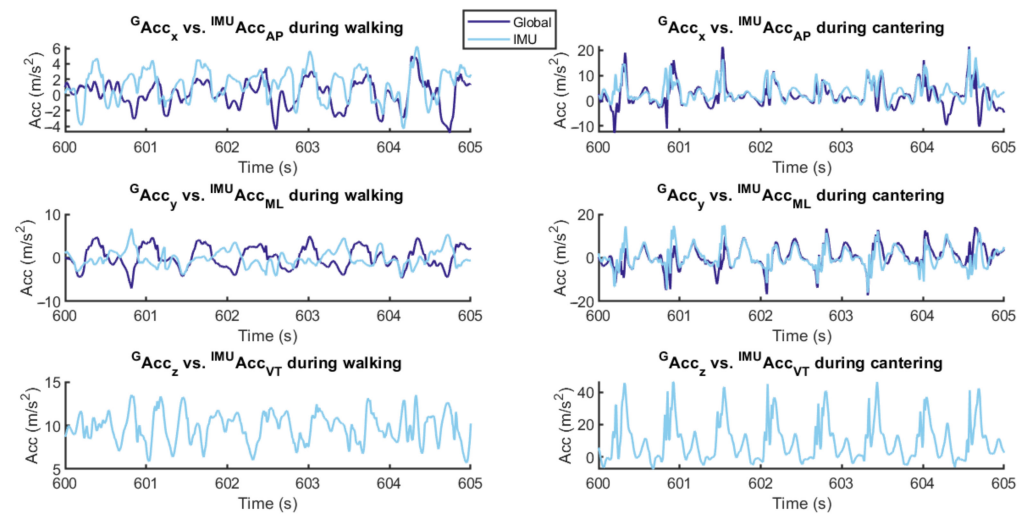 Global
IMU
GAccx vs. IMUAccAP during walking
Acc (m/s2)
6
4
2
0
−2
−4
600 601 602 603 604 605
Time (s)
GAccx vs. IMUAccAP during cantering
Acc (m/s2)
20
10
0
−10
600 601 602 603 604 605
Time (s)
GAccy vs. IMUAccML during walking
Acc (m/s2)
10
0
−10
600 601 602 603 604 605
Time (s)
GAccy vs. IMUAccML during cantering
Acc (m/s2)
20
0
−20
600 601 602 603 604 605
Time (s)
GAccz vs. IMUAccVT during walking
Acc (m/s2)
15
10
5
600 601 602 603 604 605
Time (s)
GAccz vs. IMUAccVT during cantering
Acc (m/s2)
40
20
0
600 601 602 603 604 605
Time (s)